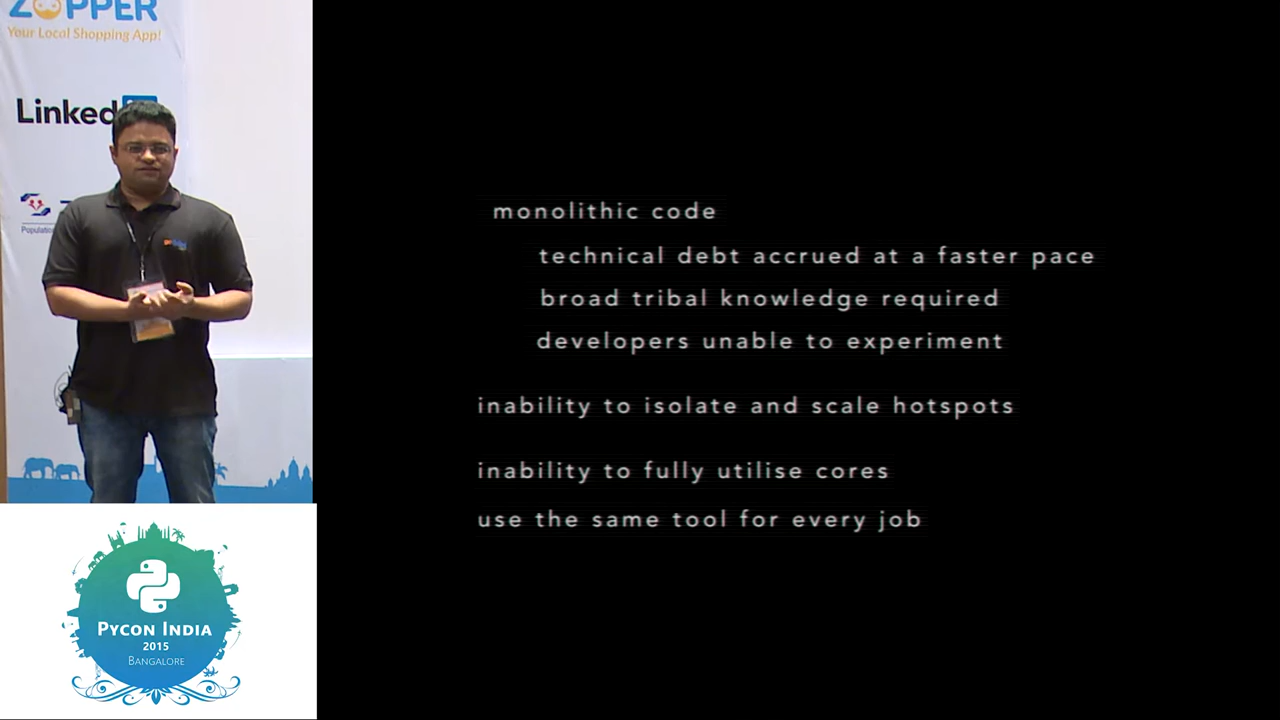 ZOPPER
Your Local Shopping App!
Linked
Population
monolithic code
technical debt accrued at a faster pace
broad tribal knowledge required
developers unable to experiment
inability to isolate and scale hotspots
inability to fully utilise cores
use the same tool for every job
PYCON INDIA
2015
BANGALORE